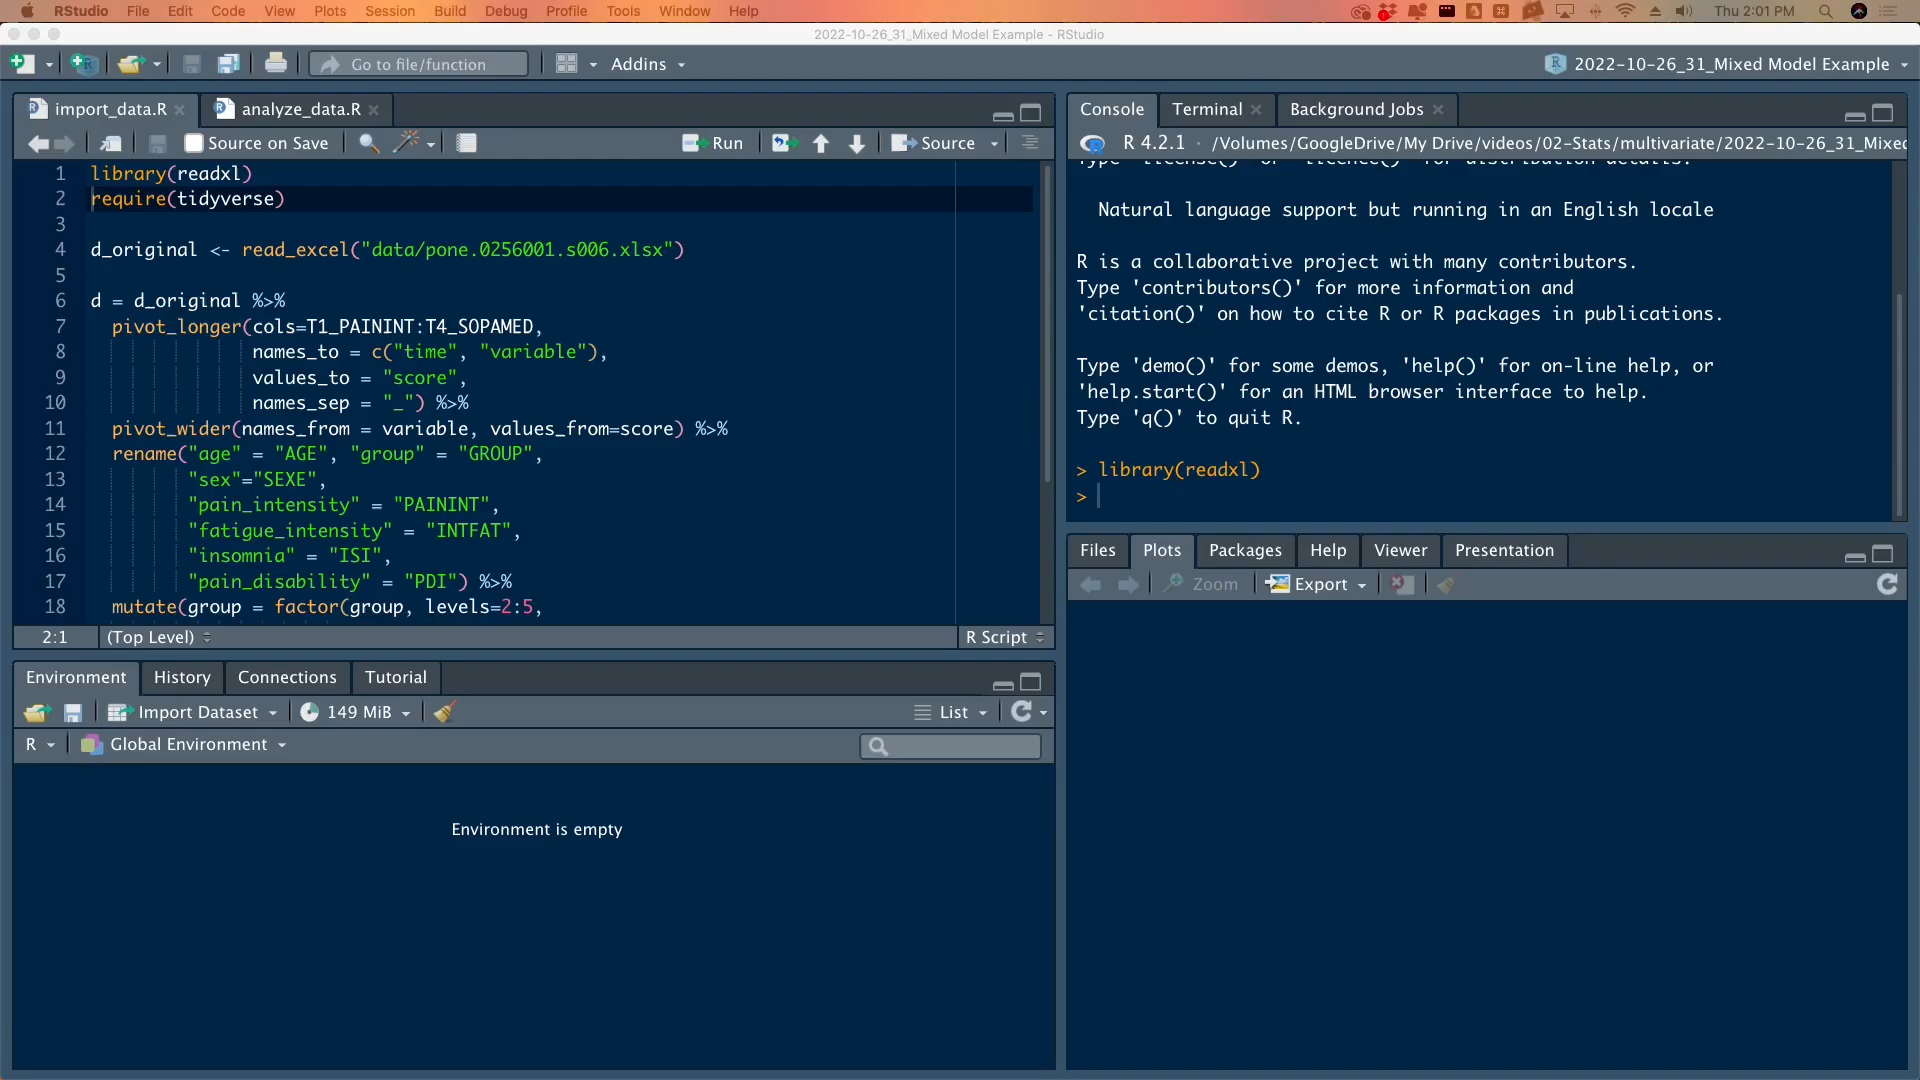 RStudio File Edit Code View Plots Session Build Debug Profile Tools Window Help Thu 2:01 PM
2022-10-26_31_Mixed Model Example - RStudio
Go to file/function Addins 2022-10-26_31_Mixed Model Example
import_data.R analyze_data.R
Source on Save Run Source
1 library(readxl)
2 require(tidyverse)
3
4 d_original <- read_excel("data/pone.0256001.s006.xlsx")
5
6 d = d_original %>%
7 pivot_longer(cols=T1_PAININT:T4_SOPAMED,
8 names_to = c("time", "variable"),
9 values_to = "score",
10 names_sep = "_") %>%
11 pivot_wider(names_from = variable, values_from=score) %>%
12 rename("age" = "AGE", "group" = "GROUP",
13 "sex"="SEXE",
14 "pain_intensity" = "PAININT",
15 "fatigue_intensity" = "INTFAT",
16 "insomnia" = "ISI",
17 "pain_disability" = "PDI") %>%
18 mutate(group = factor(group, levels=2:5,
2:1 (Top Level) R Script
Environment History Connections Tutorial
Import Dataset 149 MiB List
R Global Environment
Environment is empty
Console Terminal Background Jobs
R 4.2.1 · /Volumes/GoogleDrive/My Drive/videos/02-Stats/multivariate/2022-10-26_31_Mixed
Type 'license()' or 'licence()' for distribution details.
Natural language support but running in an English locale
R is a collaborative project with many contributors.
Type 'contributors()' for more information and
'citation()' on how to cite R or R packages in publications.
Type 'demo()' for some demos, 'help()' for on-line help, or
'help.start()' for an HTML browser interface to help.
Type 'q()' to quit R.
> library(readxl)
>
Files Plots Packages Help Viewer Presentation
Zoom Export